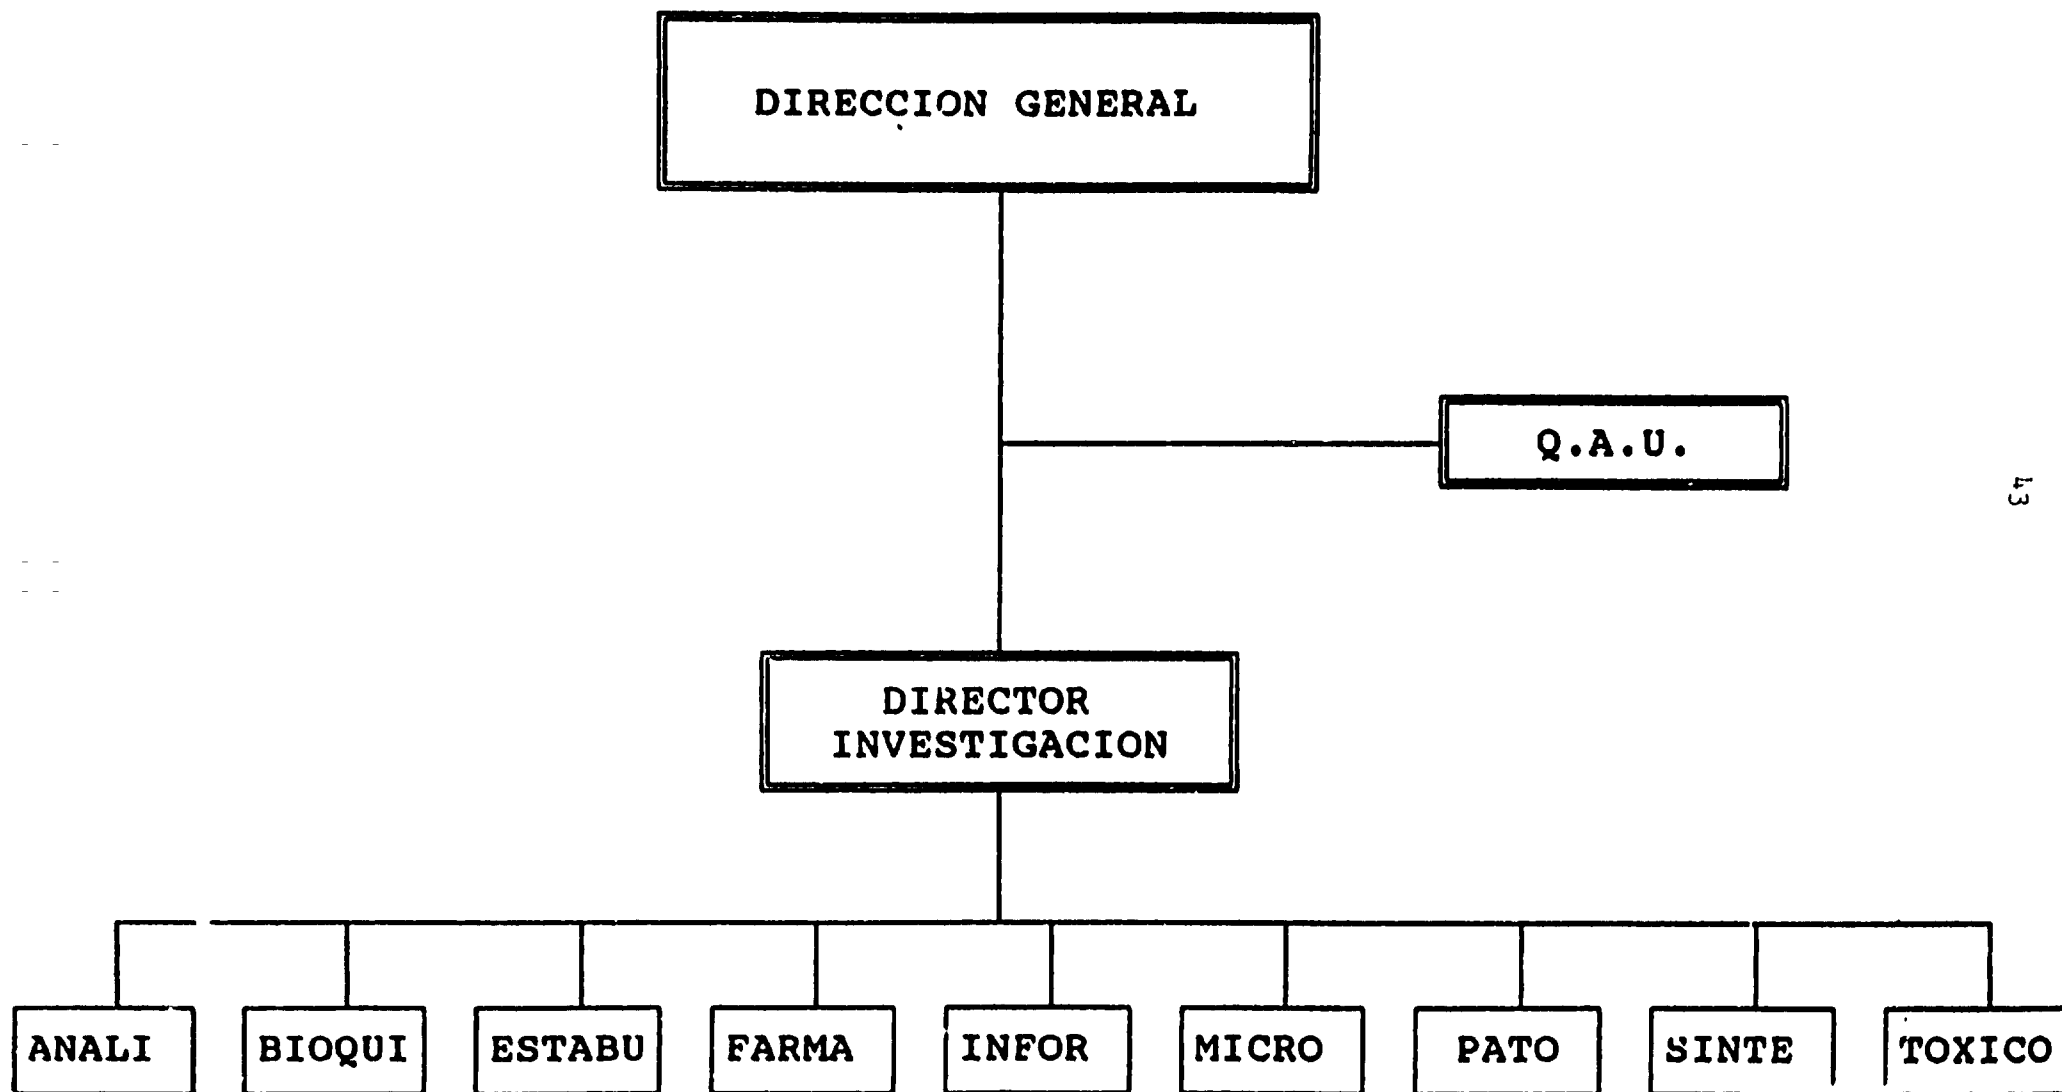 DIRECCION GENERAL
Q.A.U.
43
DIRECTOR
INVESTIGACION
ANALI
BIOQUI
ESTABU
FARMA
INFOR
MICRO
PATO
SINTE
TOXICO